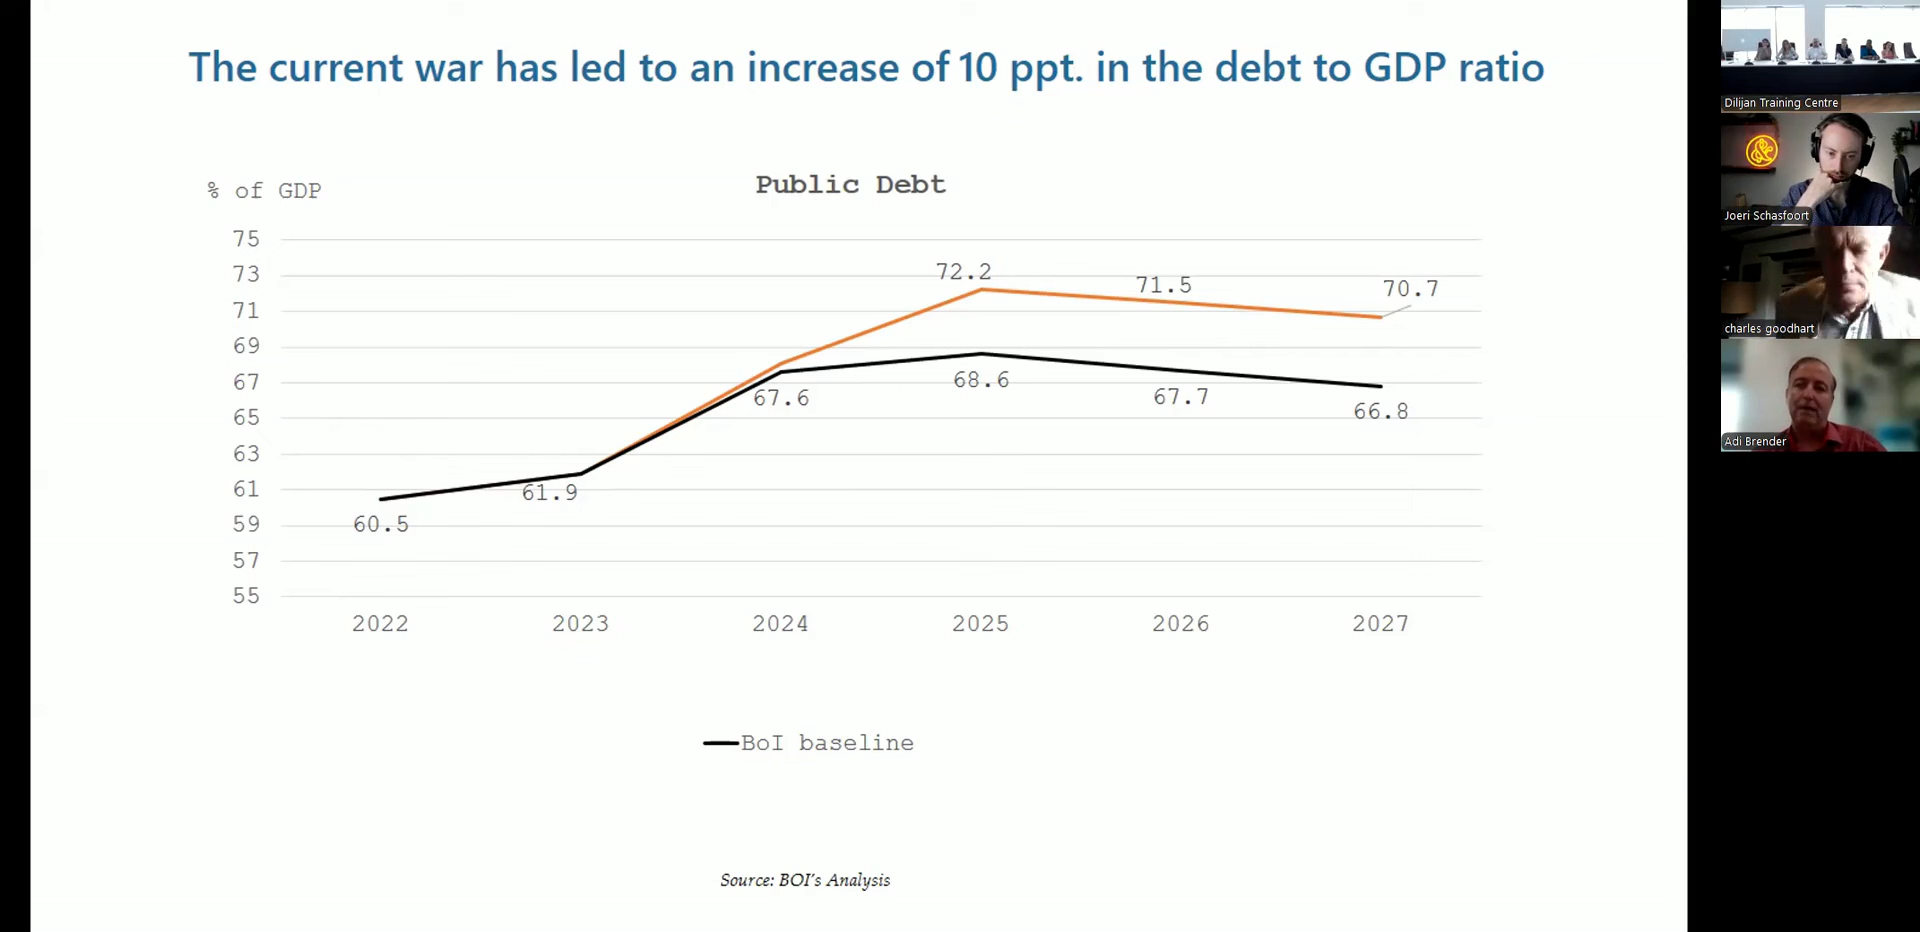 The current war has led to an increase of 10 ppt. in the debt to GDP ratio
Public Debt
% of GDP
75
73
71
69
67
65
63
61
59
57
55
72.2
71.5
70.7
67.6
68.6
67.7
66.8
61.9
60.5
2022 2023 2024 2025 2026 2027
BoI baseline
Source: BOI's Analysis
Dilijan Training Centre
Joeri Schasfoort
charles goodhart
Adi Brender